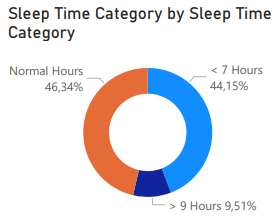 Sleep Time Category by Sleep Time
Category
Normal Hours
46,34%
< 7 Hours
44,15%
> 9 Hours 9,51%